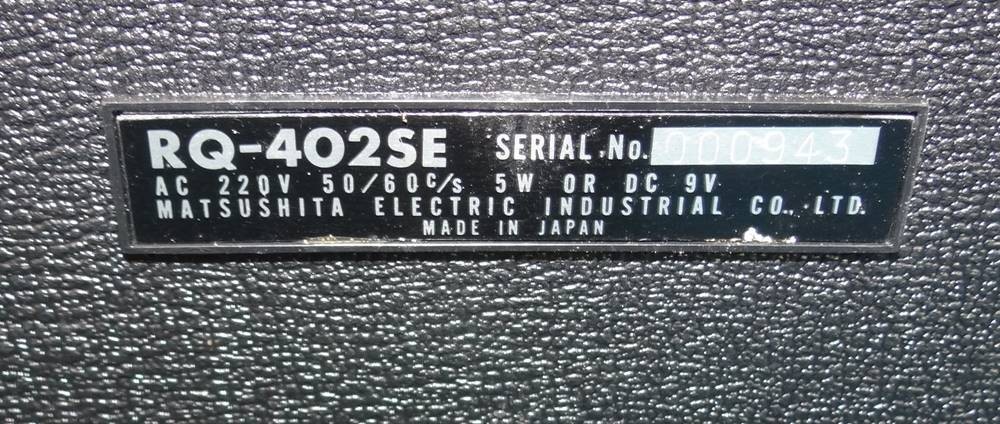 RQ-402SE SERIAL No. 000943
AC 220V 50/60c/s 5W OR DC 9V
MATSUSHITA ELECTRIC INDUSTRIAL CO., LTD.
MADE IN JAPAN